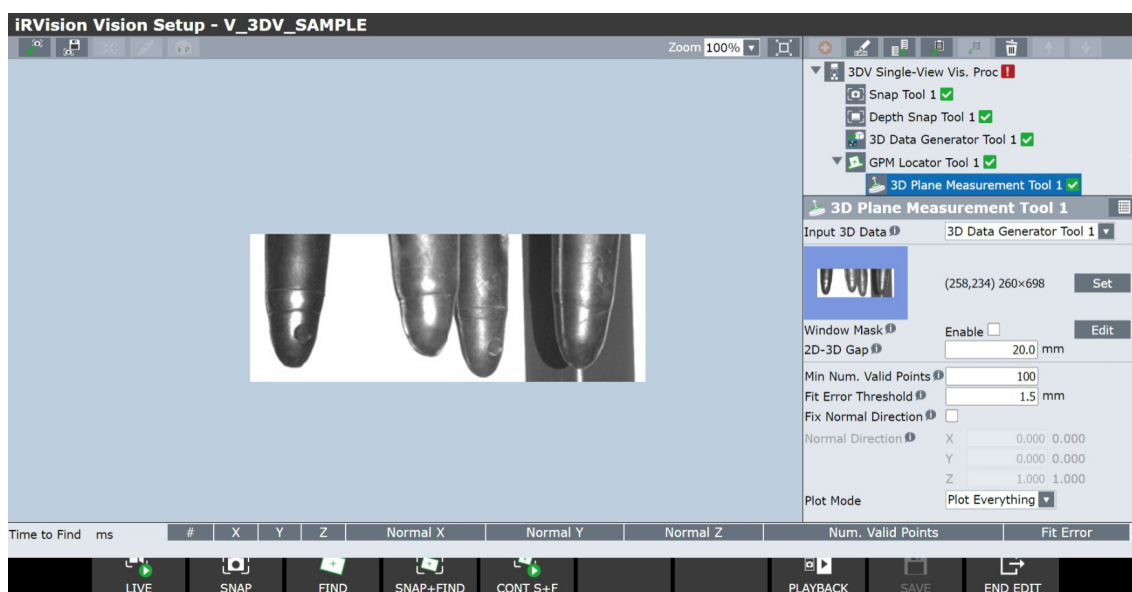 iRVision Vision Setup - V_3DV_SAMPLE
Zoom 100%
3DV Single-View Vis. Proc
Snap Tool 1
Depth Snap Tool 1
3D Data Generator Tool 1
GPM Locator Tool 1
3D Plane Measurement Tool 1
3D Plane Measurement Tool 1
Input 3D Data 3D Data Generator Tool 1
(258,234) 260×698 Set
Window Mask Enable Edit
2D-3D Gap 20.0 mm
Min Num. Valid Points 100
Fit Error Threshold 1.5 mm
Fix Normal Direction
Normal Direction X 0.000 0.000
Y 0.000 0.000
Z 1.000 1.000
Plot Mode Plot Everything
Time to Find ms # X Y Z Normal X Normal Y Normal Z Num. Valid Points Fit Error
LIVE SNAP FIND SNAP+FIND CONT S+F PLAYBACK SAVE END EDIT